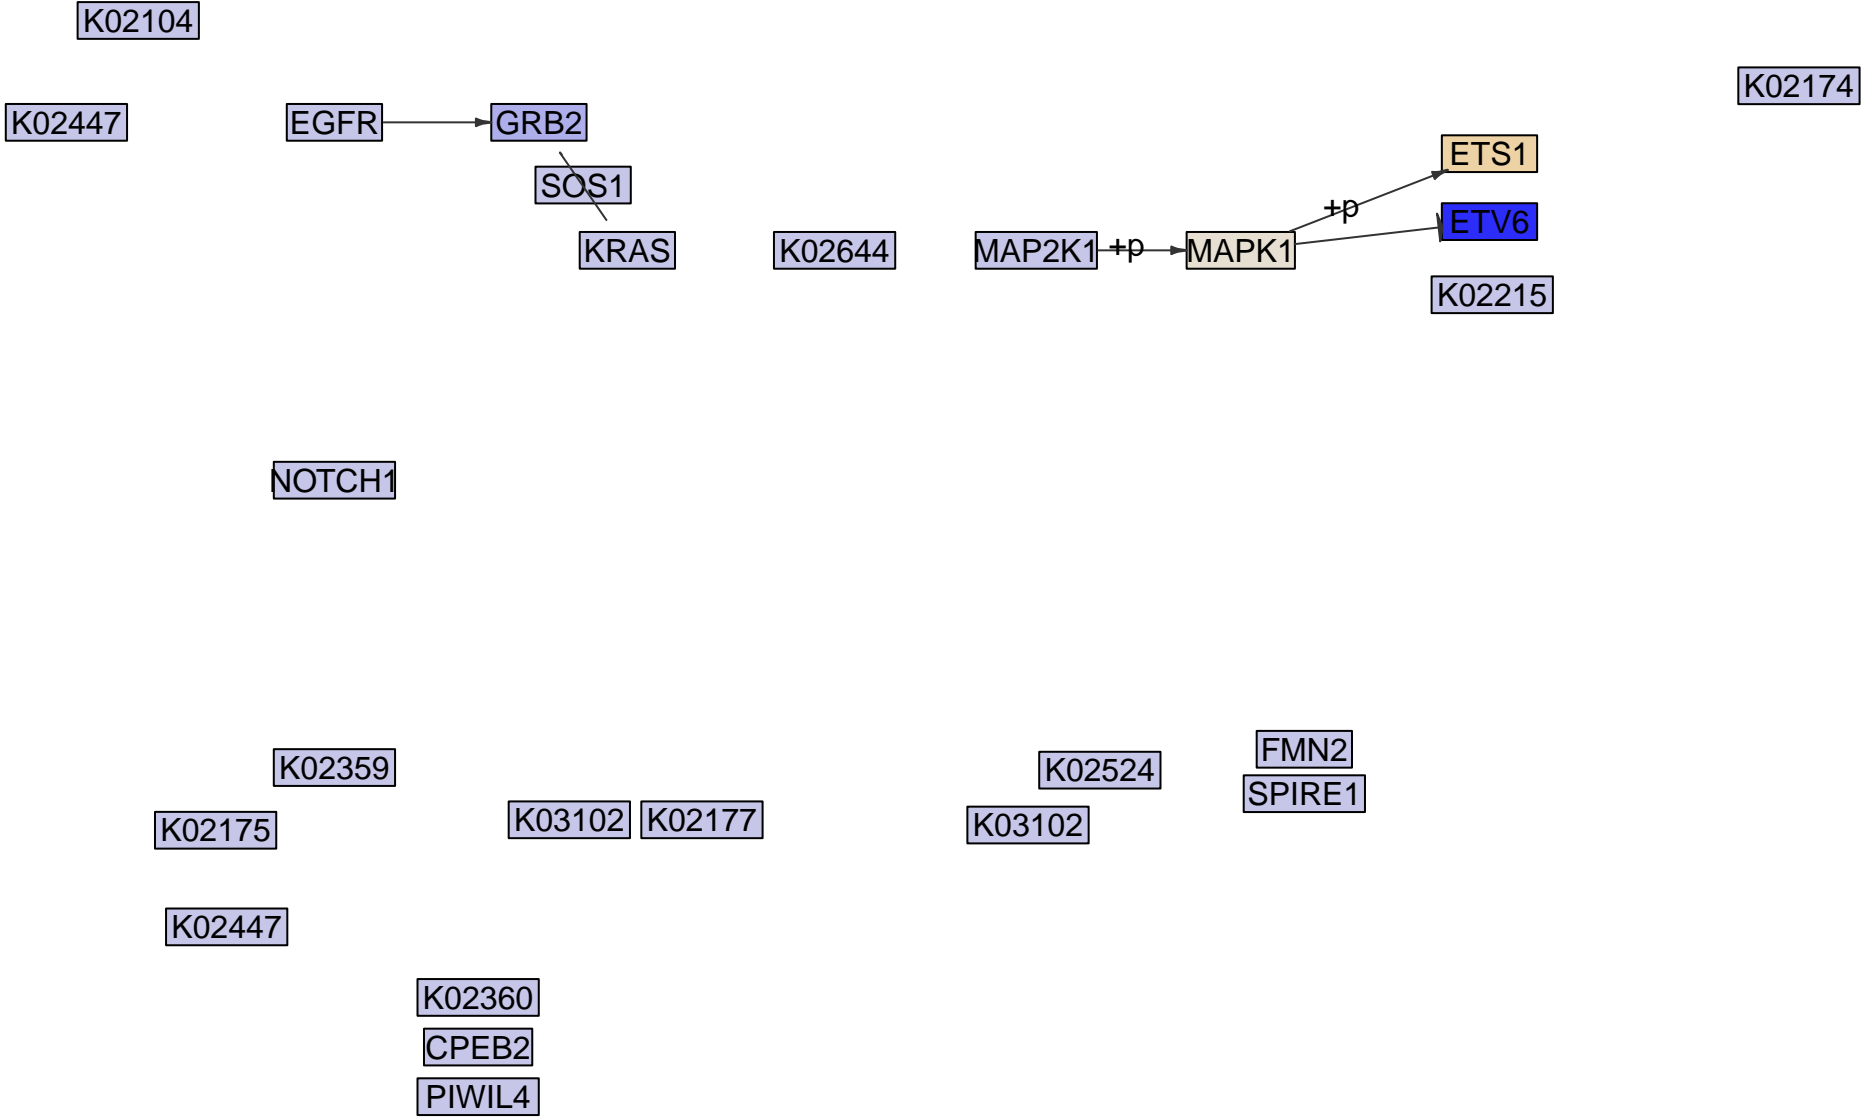 K02104
K02174
K02447
EGFR
GRB2
ETS1
SOS1
+p
ETV6
KRAS
K02644
MAP2K1
+p
MAPK1
K02215
NOTCH1
FMN2
K02359
K02524
SPIRE1
K02175
K03102
K02177
K03102
K02447
K02360
CPEB2
PIWIL4